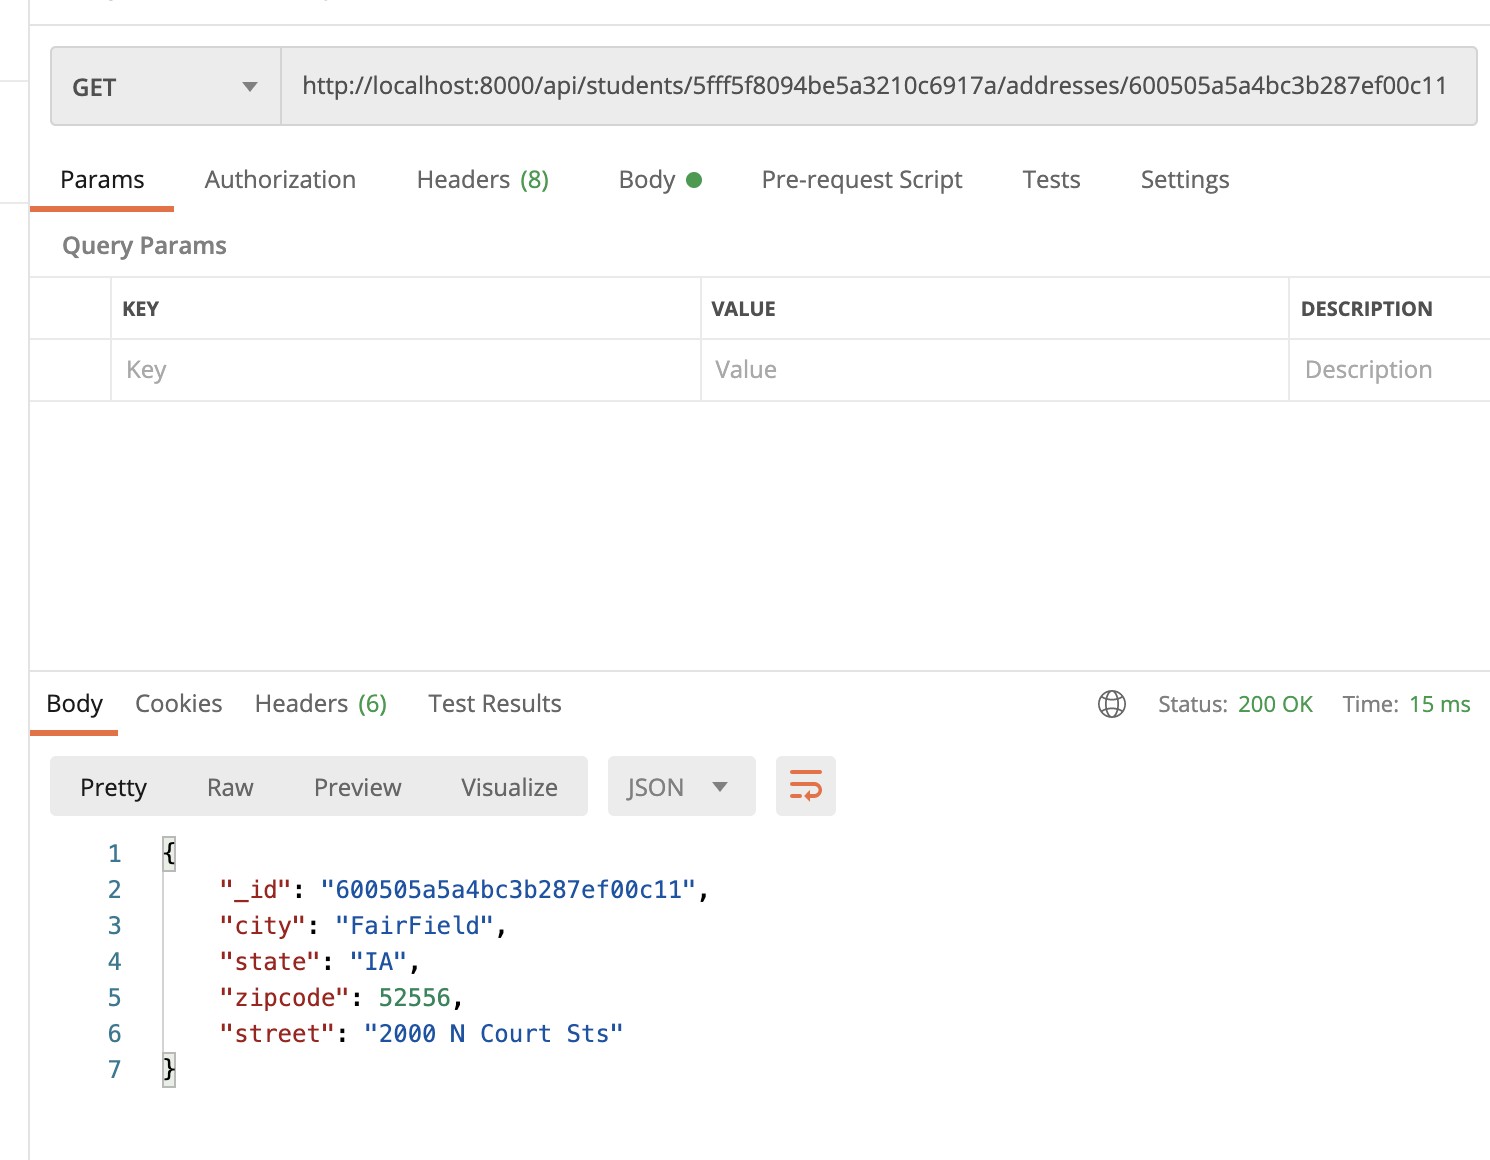 GET http://localhost:8000/api/students/5fff5f8094be5a3210c6917a/addresses/600505a5a4bc3b287ef00c11
Params Authorization Headers (8) Body Pre-request Script Tests Settings
Query Params
KEY VALUE DESCRIPTION
Key Value Description
Body Cookies Headers (6) Test Results Status: 200 OK Time: 15 ms
Pretty Raw Preview Visualize JSON
1 {
2 "_id": "600505a5a4bc3b287ef00c11",
3 "city": "FairField",
4 "state": "IA",
5 "zipcode": 52556,
6 "street": "2000 N Court Sts"
7 }